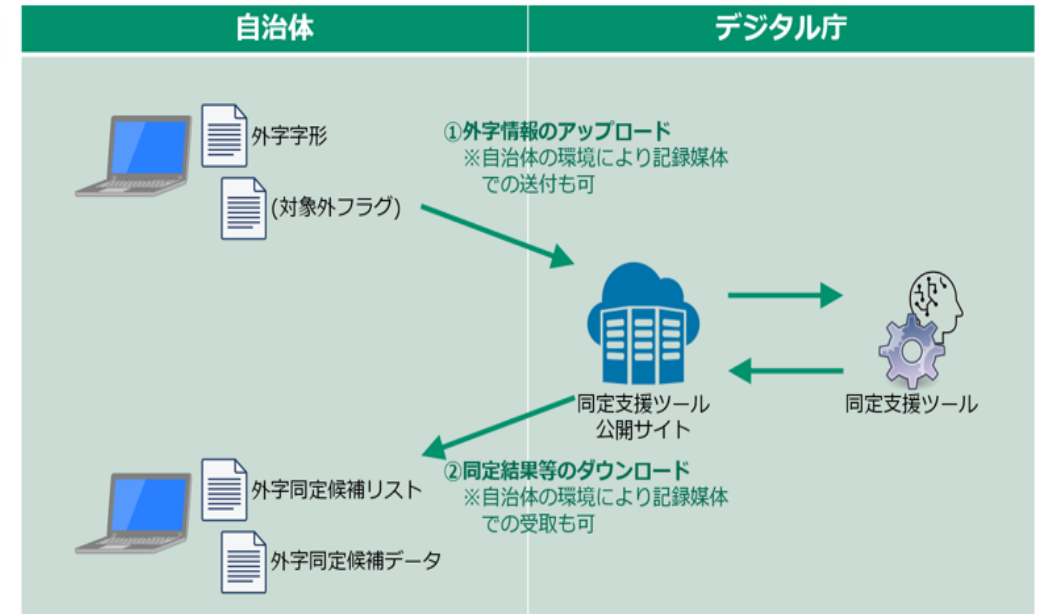 自治体
デジタル庁
外字字形
(対象外フラグ)
①外字情報のアップロード
※自治体の環境により記録媒体
での送付も可
同定支援ツール
公開サイト
同定支援ツール
②同定結果等のダウンロード
※自治体の環境により記録媒体
での受取も可
外字同定候補リスト
外字同定候補データ